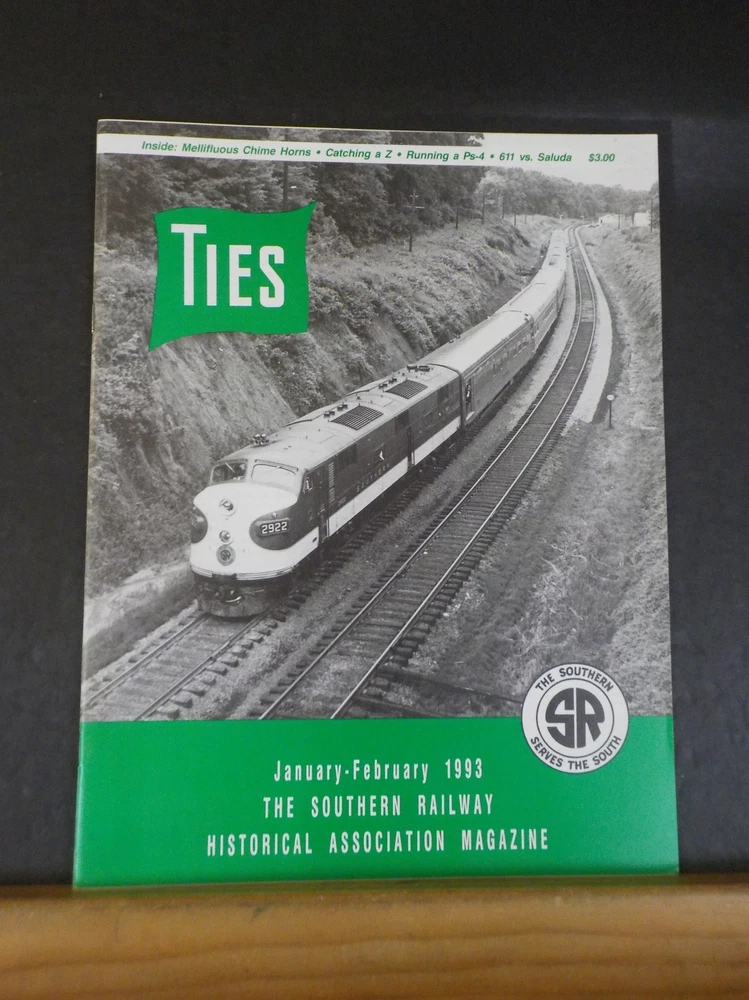 Inside: Mellifluous Chime Horns • Catching a Z • Running a Ps-4 • 611 vs. Saluda $3.00
TIES
SOUTHERN
2922
THE SOUTHERN
SR
SERVES THE SOUTH
January-February 1993
THE SOUTHERN RAILWAY
HISTORICAL ASSOCIATION MAGAZINE